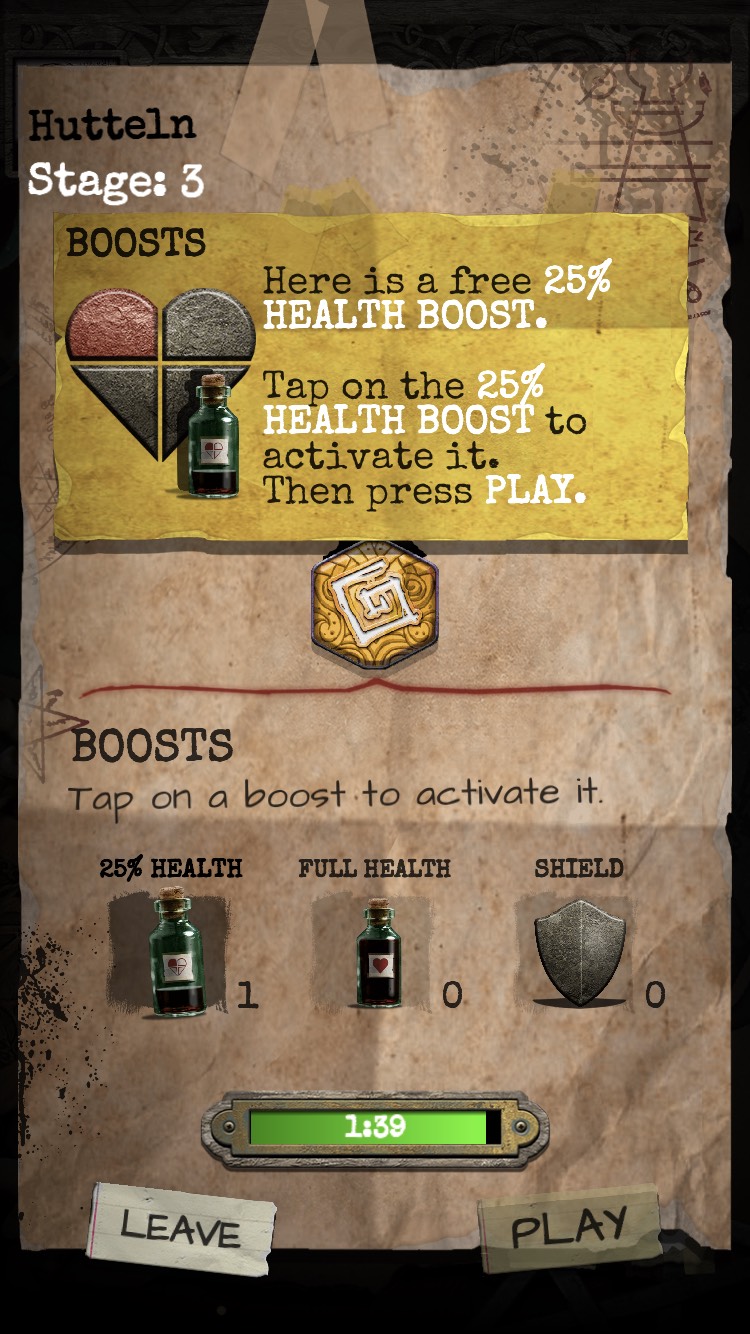 Hutteln
Stage: 3
BOOSTS
Here is a free 25%
HEALTH BOOST.
Tap on the 25%
HEALTH BOOST to
activate it.
Then press PLAY.
BOOSTS
Tap on a boost to activate it.
25% HEALTH FULL HEALTH SHIELD
1 0 0
1:39
LEAVE PLAY